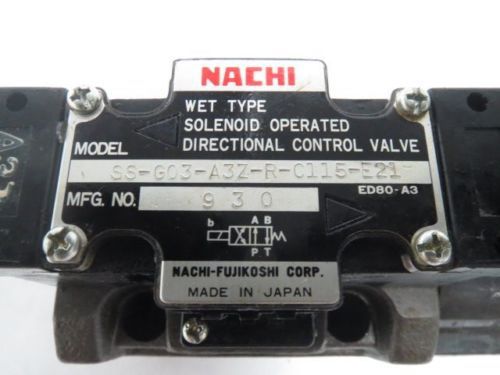 NACHI
WET TYPE
SOLENOID OPERATED
MODEL DIRECTIONAL CONTROL VALVE
SS-G03-A3Z-R-C115-E21
MFG. NO. 930 ED80-A3
b A B
P T
NACHI-FUJIKOSHI CORP.
MADE IN JAPAN